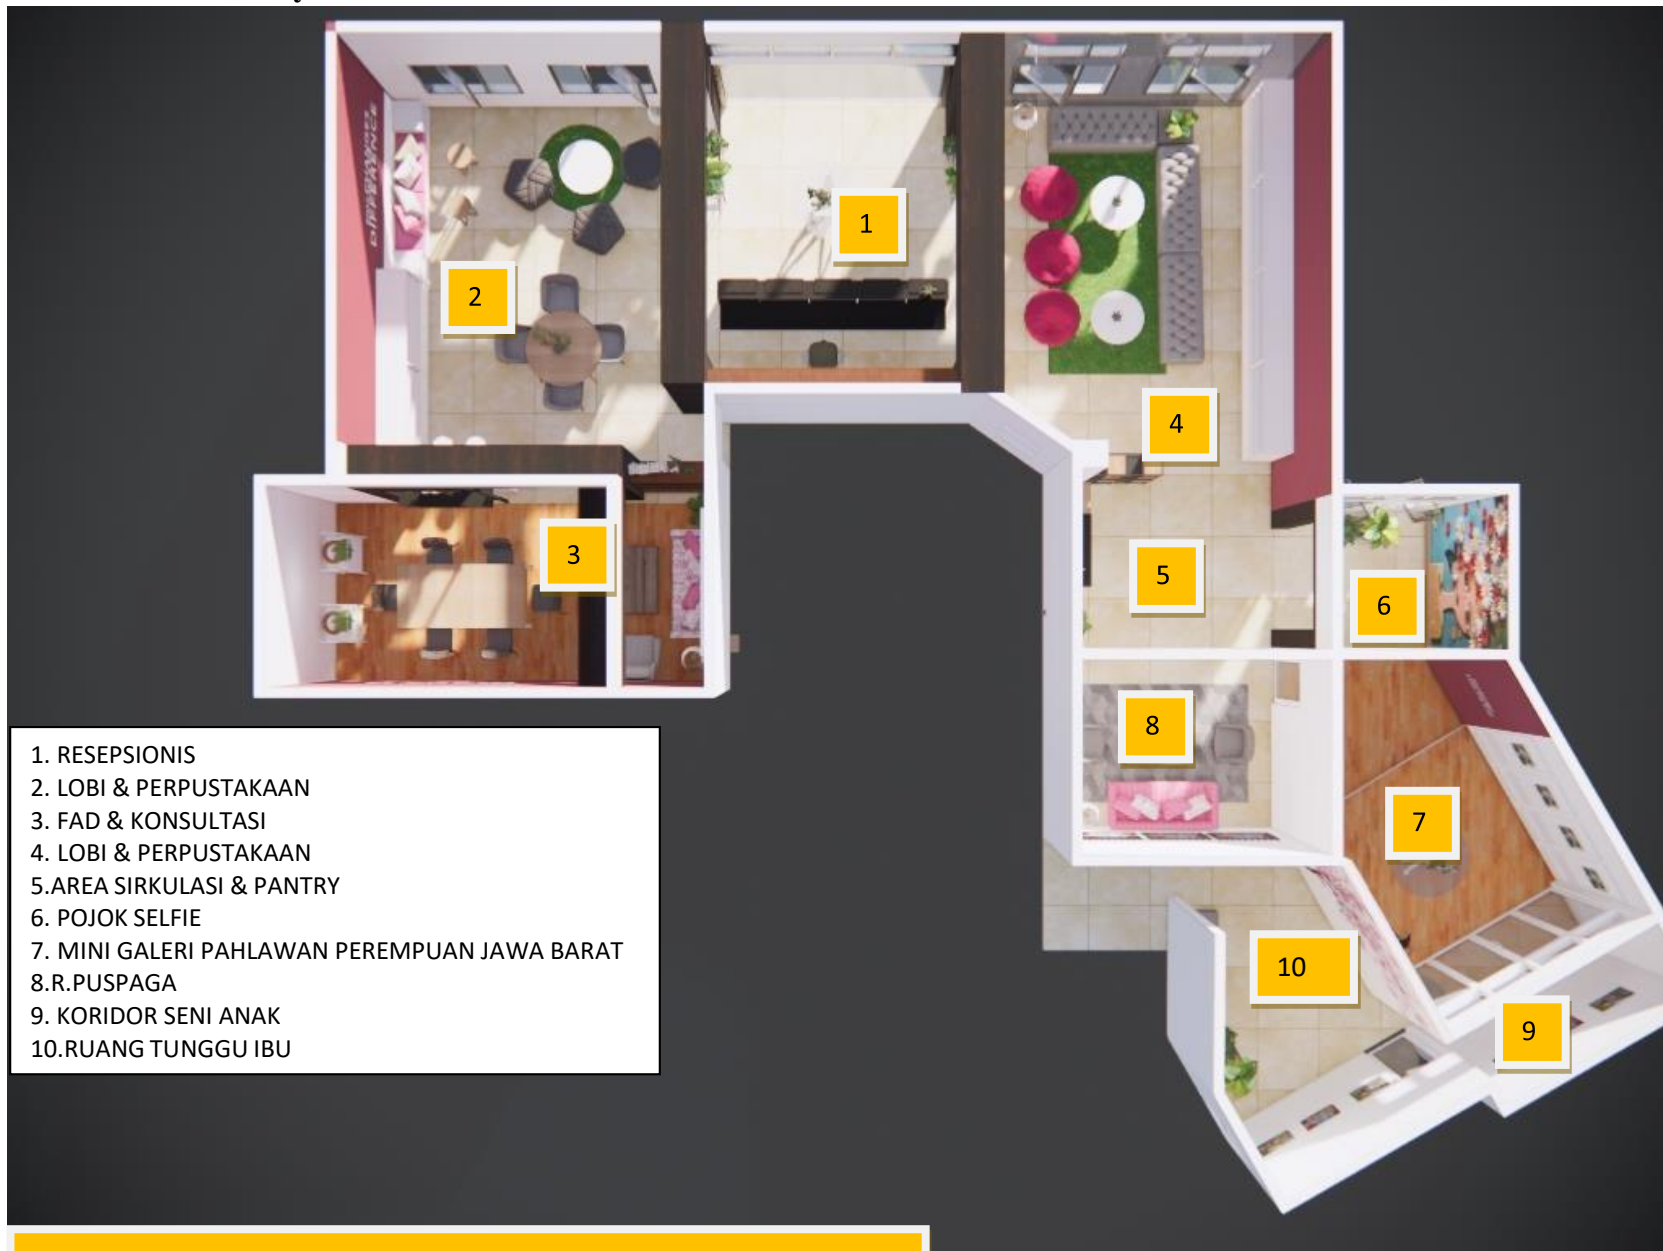 DIFFERENCE
1
2
4
3
5
6
8
7
10
9
1. RESEPSIONIS
2. LOBI & PERPUSTAKAAN
3. FAD & KONSULTASI
4. LOBI & PERPUSTAKAAN
5.AREA SIRKULASI & PANTRY
6. POJOK SELFIE
7. MINI GALERI PAHLAWAN PEREMPUAN JAWA BARAT
8.R.PUSPAGA
9. KORIDOR SENI ANAK
10.RUANG TUNGGU IBU